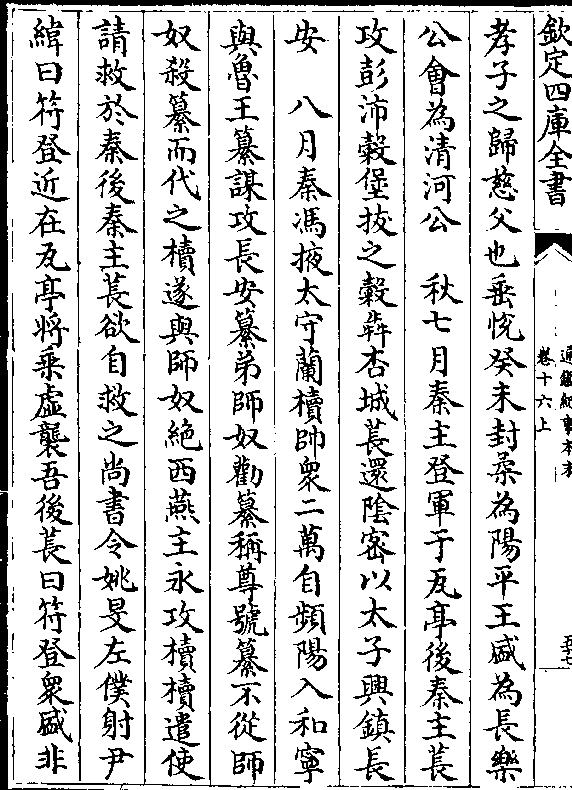 欽定四庫全書
通鑑紀事本末
卷十六上
五十七
孝子之歸慈父也垂悅癸未封柔為陽平王盛為長樂
公會為清河公　秋七月秦主登軍于瓦亭後秦主萇
攻彭沛穀堡拔之穀犇杏城萇還陰密以太子興鎮長
安　八月秦馮掖太守蘭櫝帥衆二萬自頻陽入和寧
與魯王纂謀攻長安纂弟師奴勸纂稱尊號纂不從師
奴殺纂而代之櫝遂與師奴絕西燕主永攻櫝櫝遣使
請救於秦後秦主萇欲自救之尚書令姚旻左僕射尹
緯曰符登近在瓦亭將乘虛襲吾後萇曰符登衆盛非